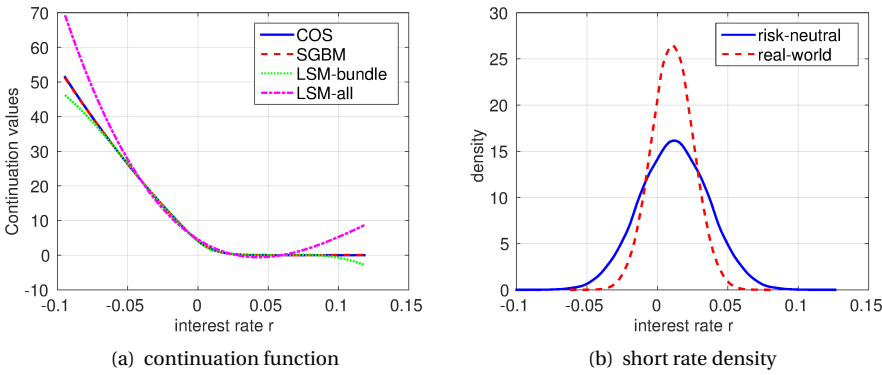 70
60
50
40
30
20
10
0
-10
Continuation values
COS
SGBM
LSM-bundle
LSM-all
-0.1 -0.05 0 0.05 0.1 0.15
interest rate r
(a) continuation function
30
25
20
15
10
5
0
density
risk-neutral
real-world
-0.1 -0.05 0 0.05 0.1 0.15
interest rate r
(b) short rate density